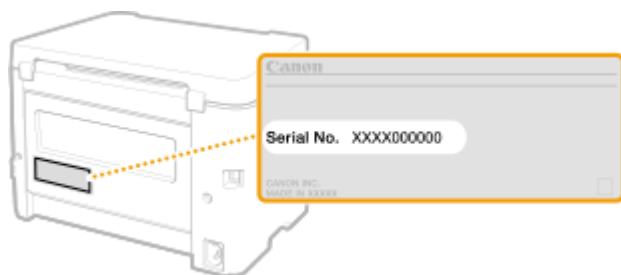 Canon
Serial No. XXXX000000
CANON INC.
MADE IN XXXXX